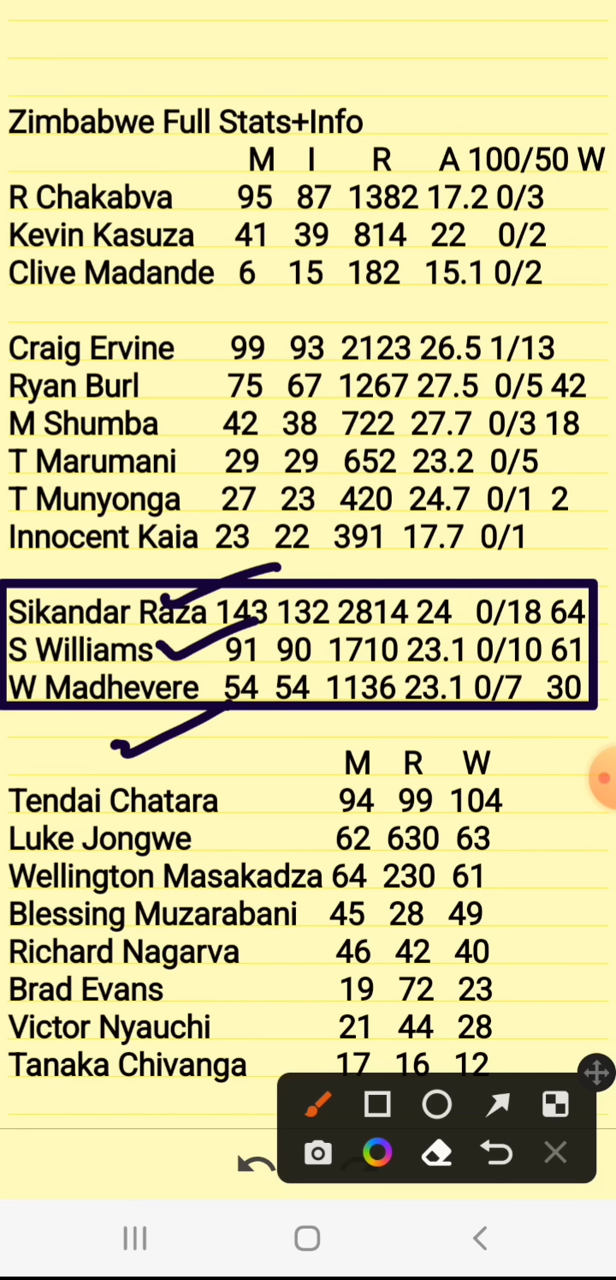 Zimbabwe Full Stats+Info
M I R A 100/50 W
R Chakabva 95 87 1382 17.2 0/3
Kevin Kasuza 41 39 814 22 0/2
Clive Madande 6 15 182 15.1 0/2
Craig Ervine 99 93 2123 26.5 1/13
Ryan Burl 75 67 1267 27.5 0/5 42
M Shumba 42 38 722 27.7 0/3 18
T Marumani 29 29 652 23.2 0/5
T Munyonga 27 23 420 24.7 0/1 2
Innocent Kaia 23 22 391 17.7 0/1
Sikandar Raza 143 132 2814 24 0/18 64
S Williams 91 90 1710 23.1 0/10 61
W Madhevere 54 54 1136 23.1 0/7 30
M R W
Tendai Chatara 94 99 104
Luke Jongwe 62 630 63
Wellington Masakadza 64 230 61
Blessing Muzarabani 45 28 49
Richard Nagarva 46 42 40
Brad Evans 19 72 23
Victor Nyauchi 21 44 28
Tanaka Chivanga 17 16 12